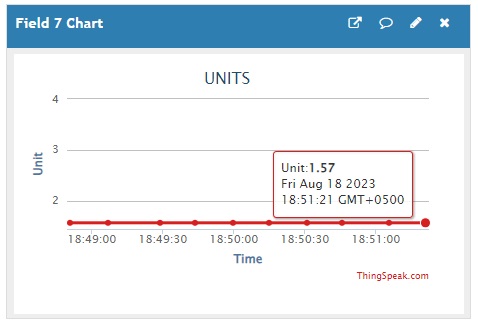 Field 7 Chart
UNITS
4
3
2
Unit
Unit:1.57
Fri Aug 18 2023
18:51:21 GMT+0500
18:49:00 18:49:30 18:50:00 18:50:30 18:51:00
Time
ThingSpeak.com